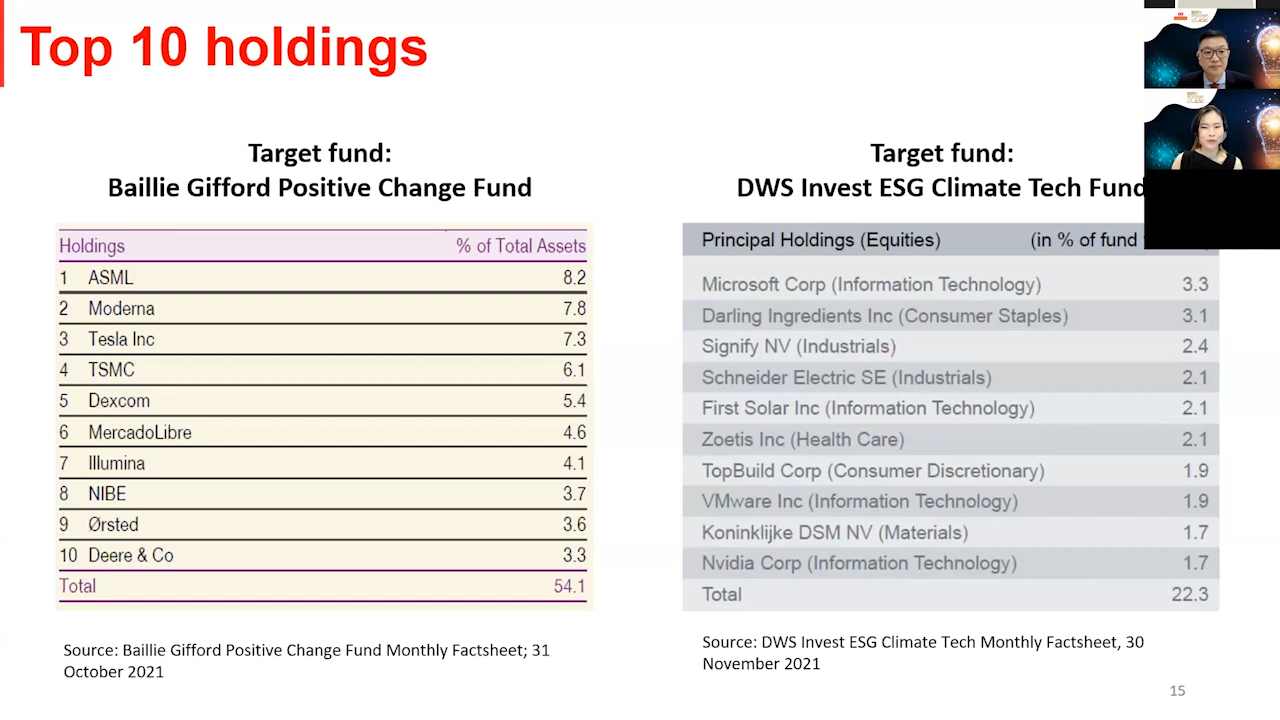 Top 10 holdings
Target fund:
Baillie Gifford Positive Change Fund
Holdings % of Total Assets
1 ASML 8.2
2 Moderna 7.8
3 Tesla Inc 7.3
4 TSMC 6.1
5 Dexcom 5.4
6 MercadoLibre 4.6
7 Illumina 4.1
8 NIBE 3.7
9 Ørsted 3.6
10 Deere & Co 3.3
Total 54.1
Source: Baillie Gifford Positive Change Fund Monthly Factsheet; 31
October 2021
Target fund:
DWS Invest ESG Climate Tech Fund
Principal Holdings (Equities) (in % of fund
Microsoft Corp (Information Technology) 3.3
Darling Ingredients Inc (Consumer Staples) 3.1
Signify NV (Industrials) 2.4
Schneider Electric SE (Industrials) 2.1
First Solar Inc (Information Technology) 2.1
Zoetis Inc (Health Care) 2.1
TopBuild Corp (Consumer Discretionary) 1.9
VMware Inc (Information Technology) 1.9
Koninklijke DSM NV (Materials) 1.7
Nvidia Corp (Information Technology) 1.7
Total 22.3
Source: DWS Invest ESG Climate Tech Monthly Factsheet, 30
November 2021
15